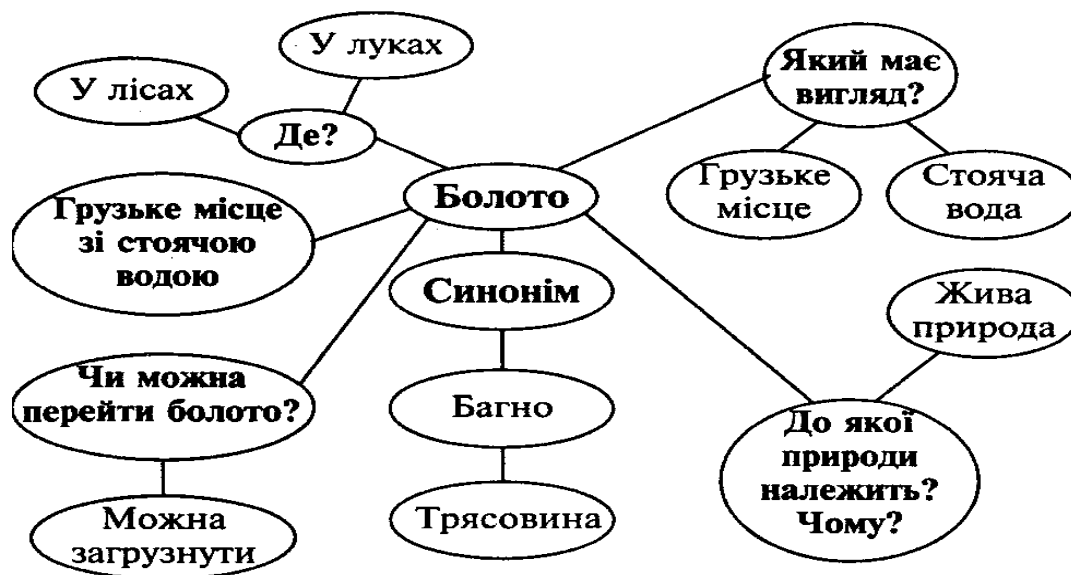 У луках
У лісах
Де?
Який має
вигляд?
Грузьке
місце
Стояча
вода
Болото
Грузьке місце
зі стоячою
водою
Синонім
Жива
природа
Чи можна
перейти болото?
Багно
До якої
природи
належить?
Чому?
Можна
загрузнути
Трясовина